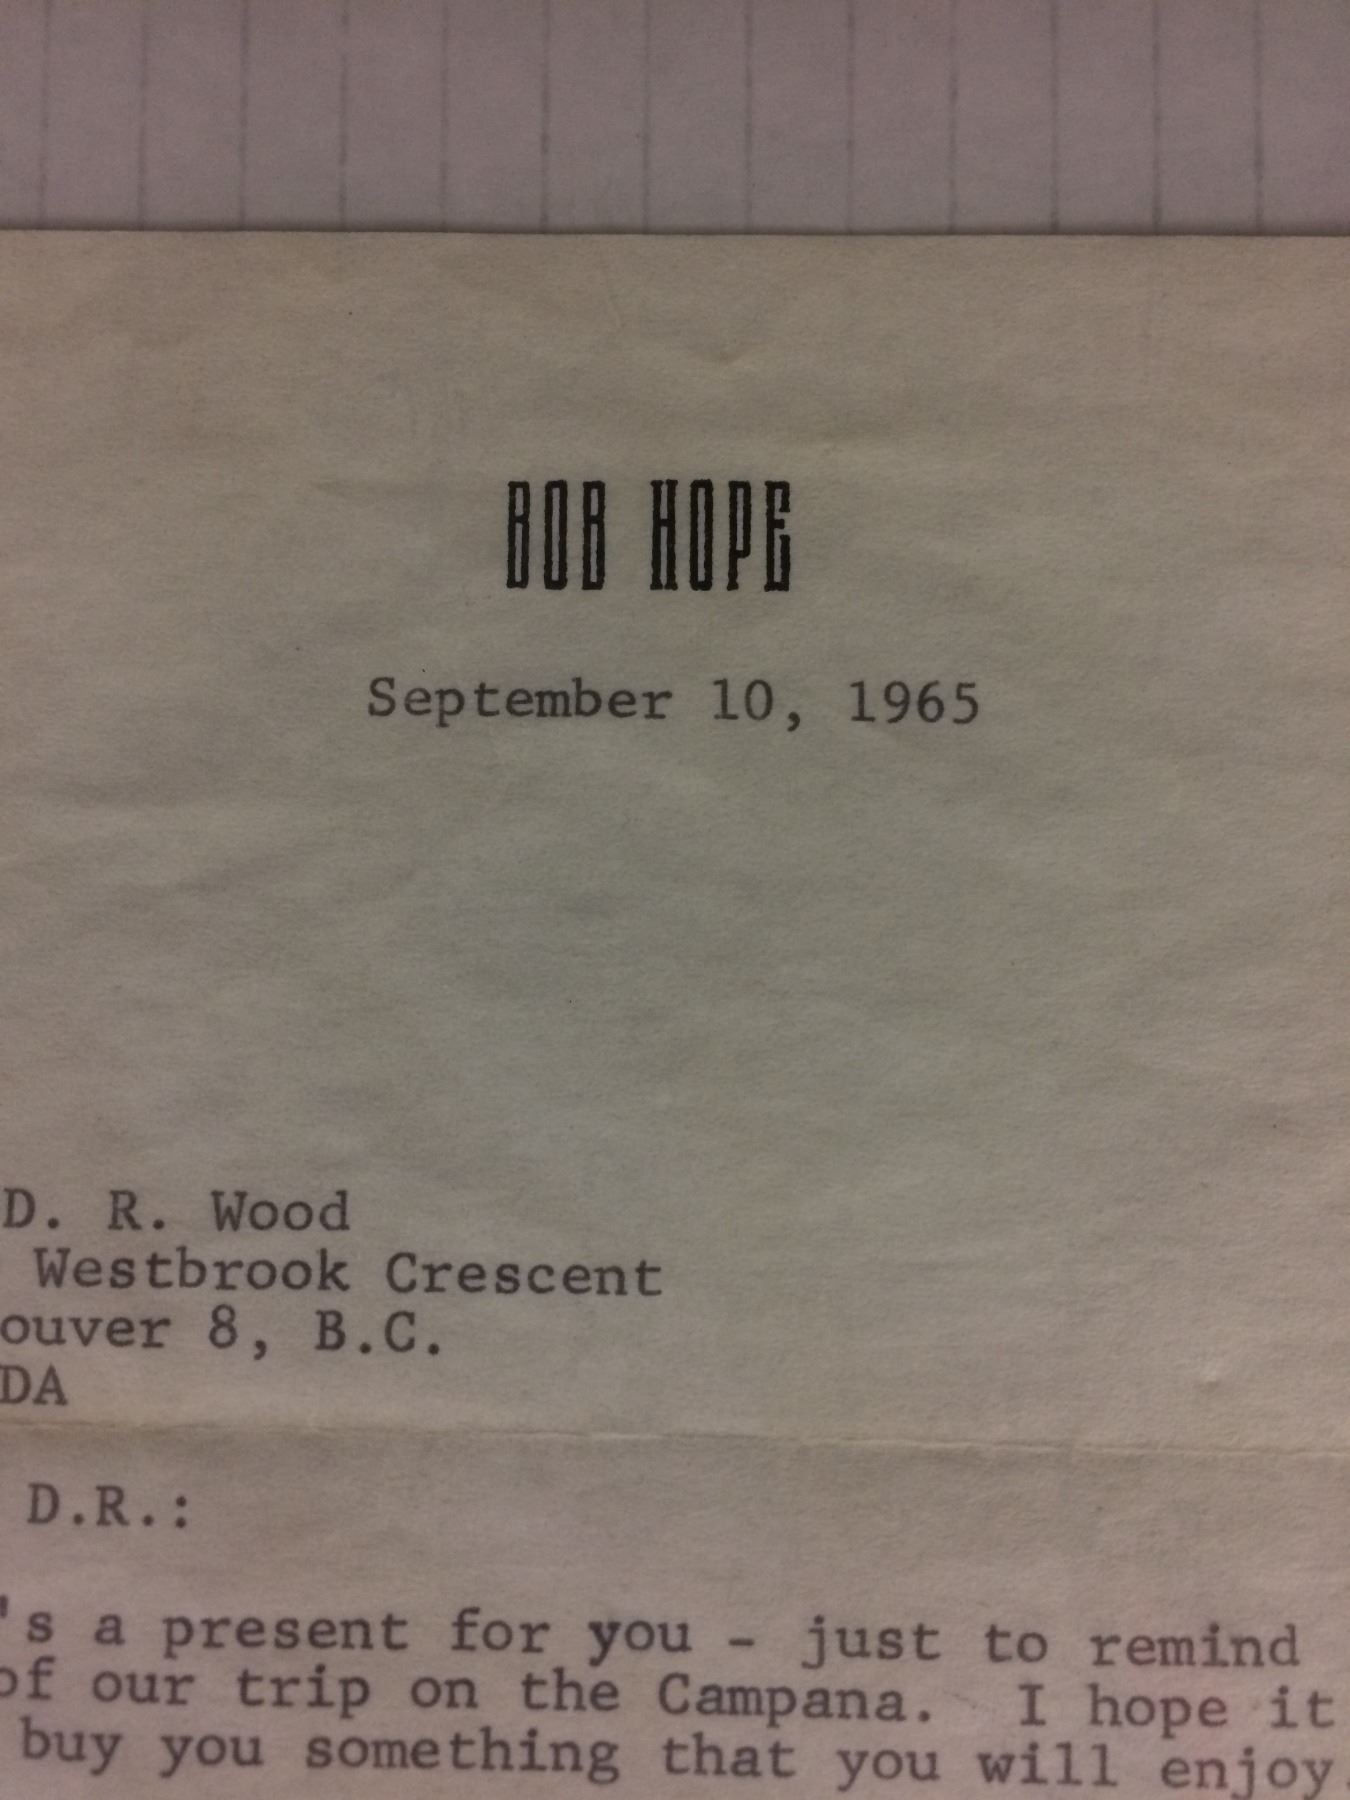 BOB HOPE
September 10, 1965
D. R. Wood
Westbrook Crescent
ouver 8, B.C.
DA
D.R.:
's a present for you - just to remind
of our trip on the Campana. I hope it
buy you something that you will enjoy.